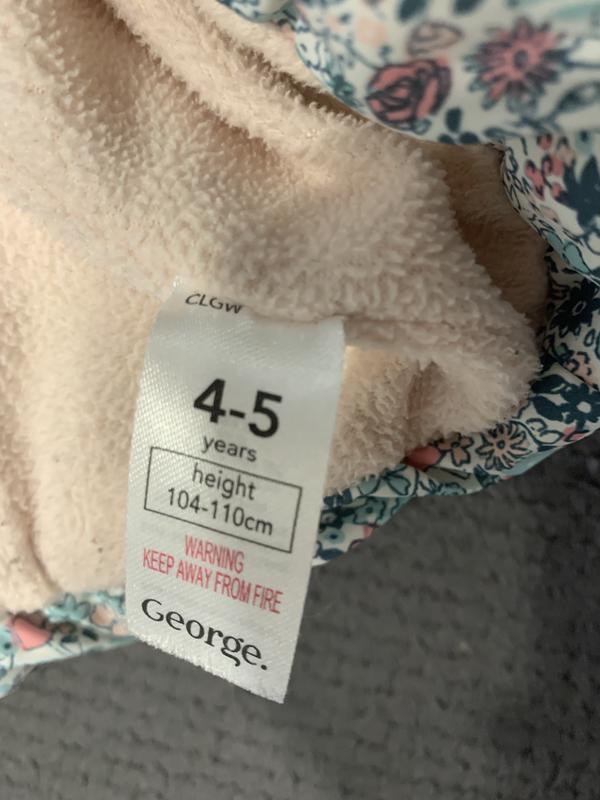 CLGW
4-5
years
height
104-110cm
WARNING
KEEP AWAY FROM FIRE
George.